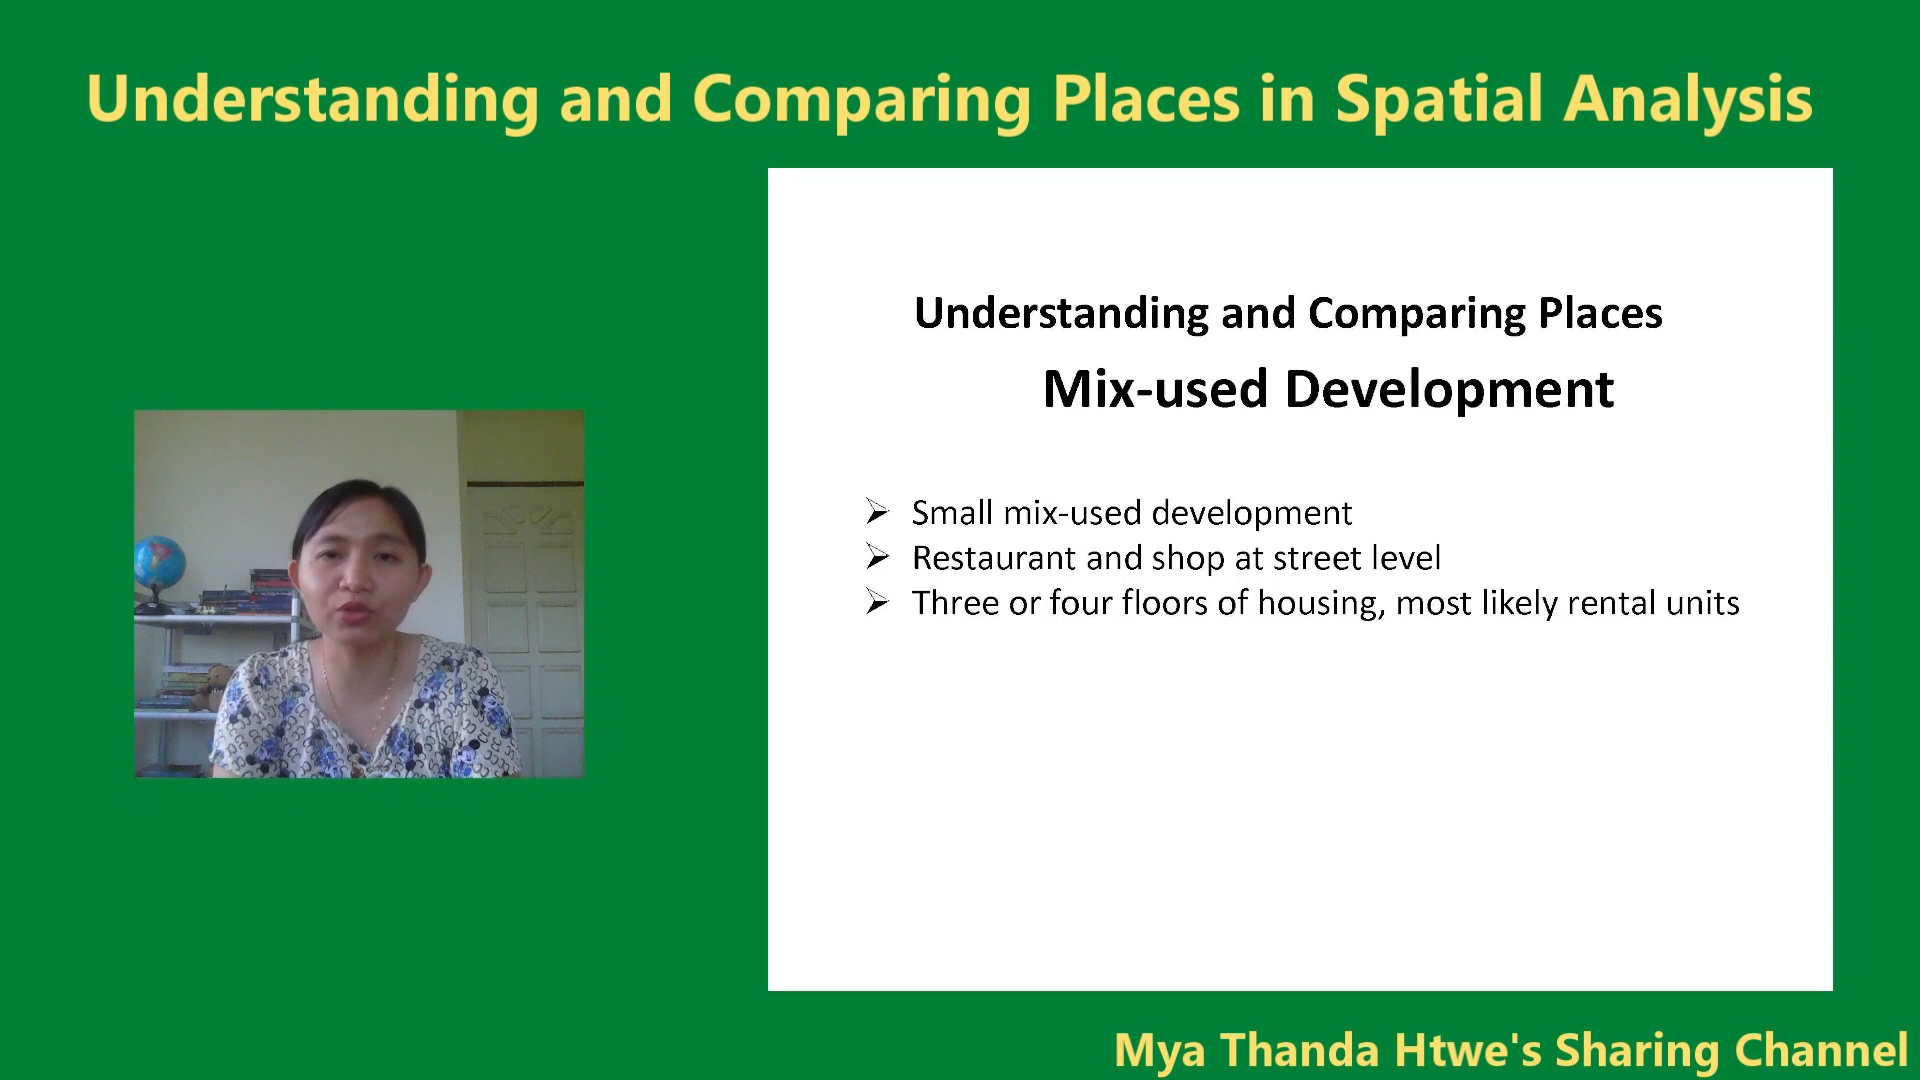 Understanding and Comparing Places in Spatial Analysis
Understanding and Comparing Places
Mix-used Development
Small mix-used development
Restaurant and shop at street level
Three or four floors of housing, most likely rental units
Mya Thanda Htwe's Sharing Channel